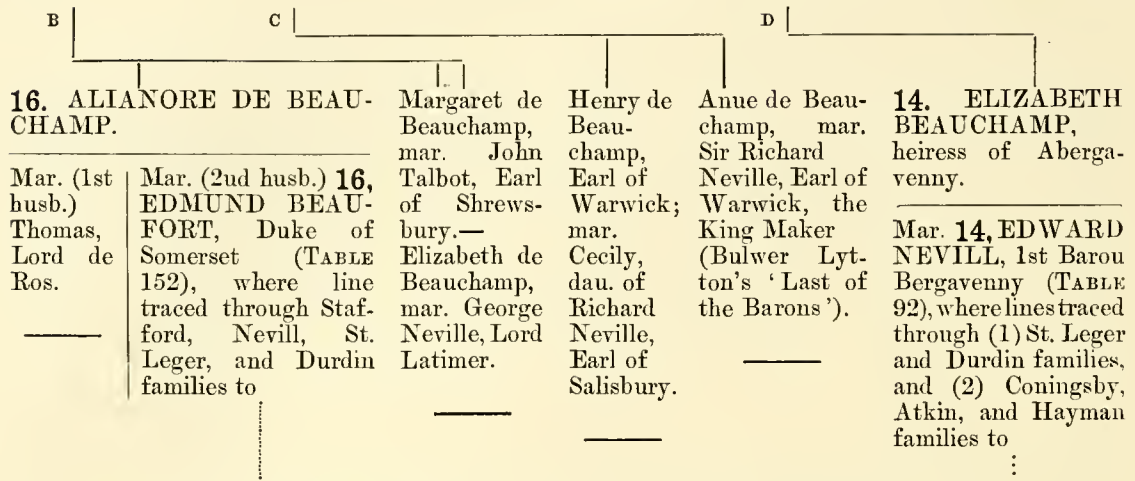 B
C
D
16. ALIANORE DE BEAU-
CHAMP.
Mar. (1st
husb.)
Thomas,
Lord de
Ros.
Mar. (2ud husb.) 16,
EDMUND BEAU-
FORT, Duke of
Somerset (TABLE
152), where line
traced through Staf-
ford, Nevill, St.
Leger, and Durdin
families to
Margaret de
Beauchamp,
mar. John
Talbot, Earl
of Shrews-
bury.—
Elizabeth de
Beauchamp,
mar. George
Neville, Lord
Latimer.
Henry de
Beau-
champ,
Earl of
Warwick;
mar.
Cecily,
dau. of
Richard
Neville,
Earl of
Salisbury.
Anue de Beau-
champ, mar.
Sir Richard
Neville, Earl of
Warwick, the
King Maker
(Bulwer Lyt-
ton's 'Last of
the Barons').
14. ELIZABETH
BEAUCHAMP,
heiress of Aberga-
venny.
Mar. 14, EDWARD
NEVILL, 1st Barou
Bergavenny (TABLE
92), where lines traced
through (1) St. Leger
and Durdin families,
and (2) Coningsby,
Atkin, and Hayman
families to